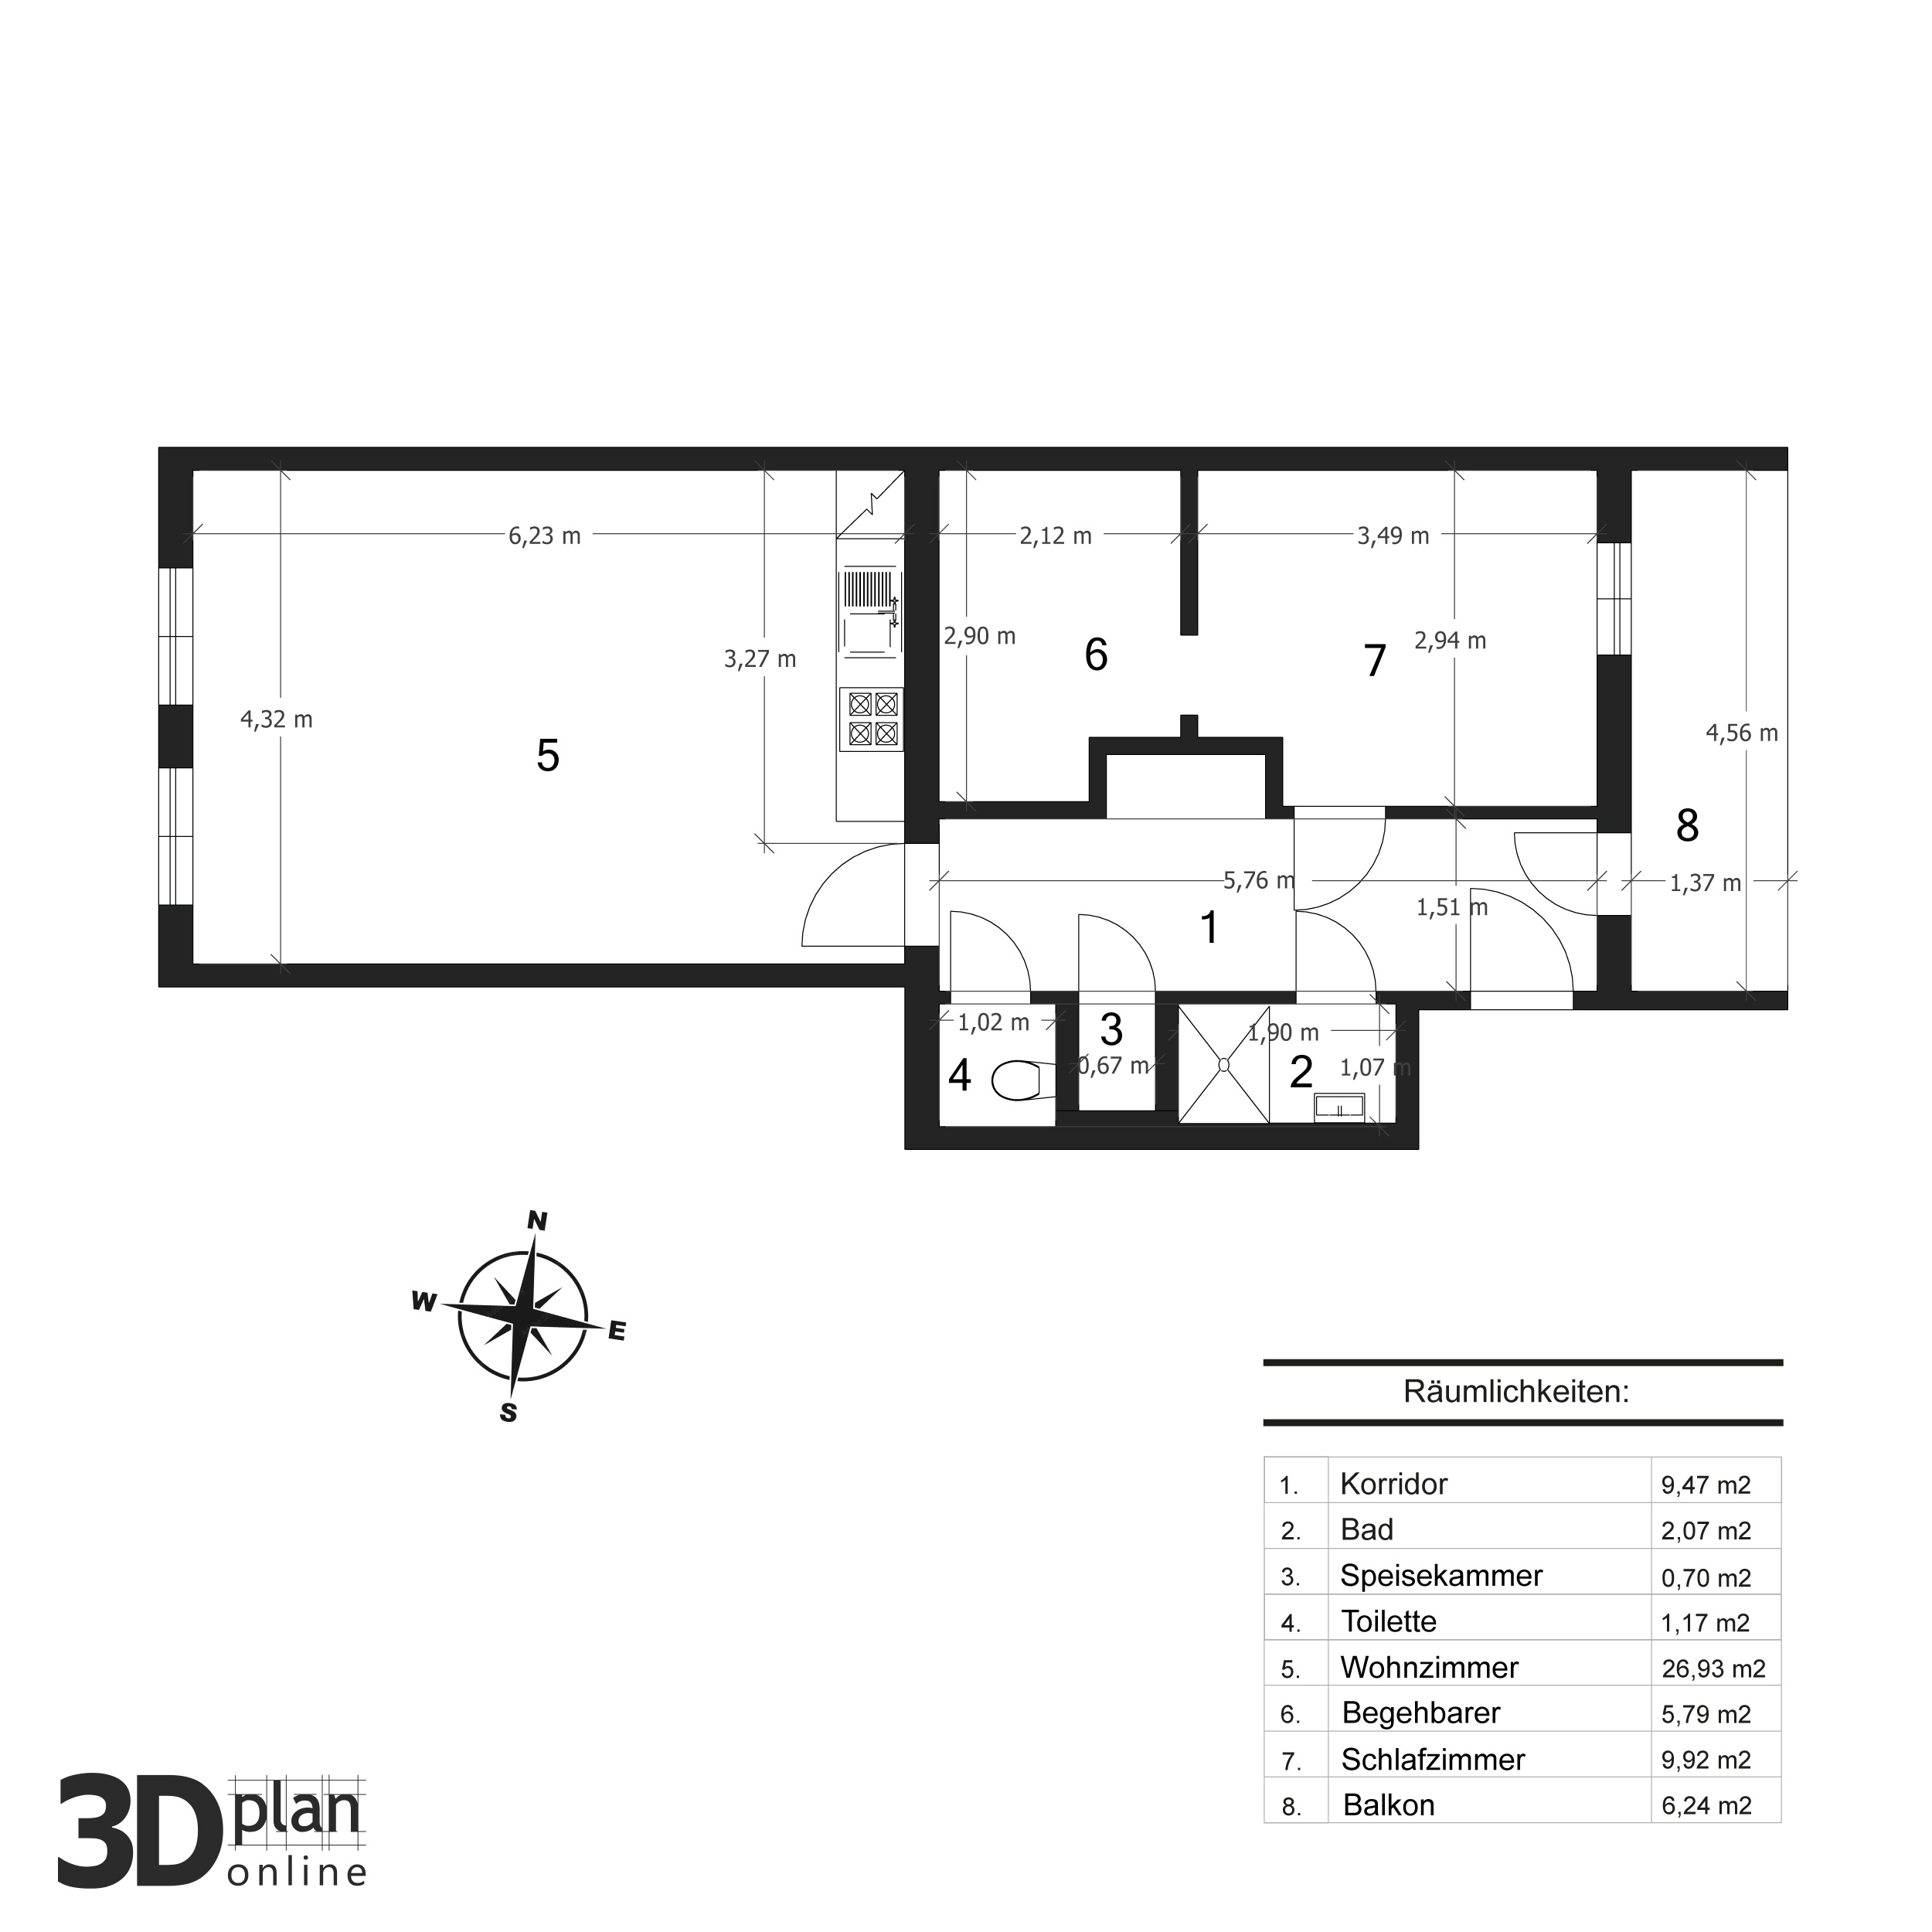 6,23 m
2,12 m
3,49 m
2,90 m
6
7
2,94 m
3,27 m
4,32 m
5
4,56 m
8
5,76 m
1,37 m
1
1,51 m
1,02 m
3
1,90 m
4
0,67 m
2
1,07 m
N
W
E
S
Räumlichkeiten:
1. Korridor 9,47 m2
2. Bad 2,07 m2
3. Speisekammer 0,70 m2
4. Toilette 1,17 m2
5. Wohnzimmer 26,93 m2
6. Begehbarer 5,79 m2
7. Schlafzimmer 9,92 m2
8. Balkon 6,24 m2
3D plan
online